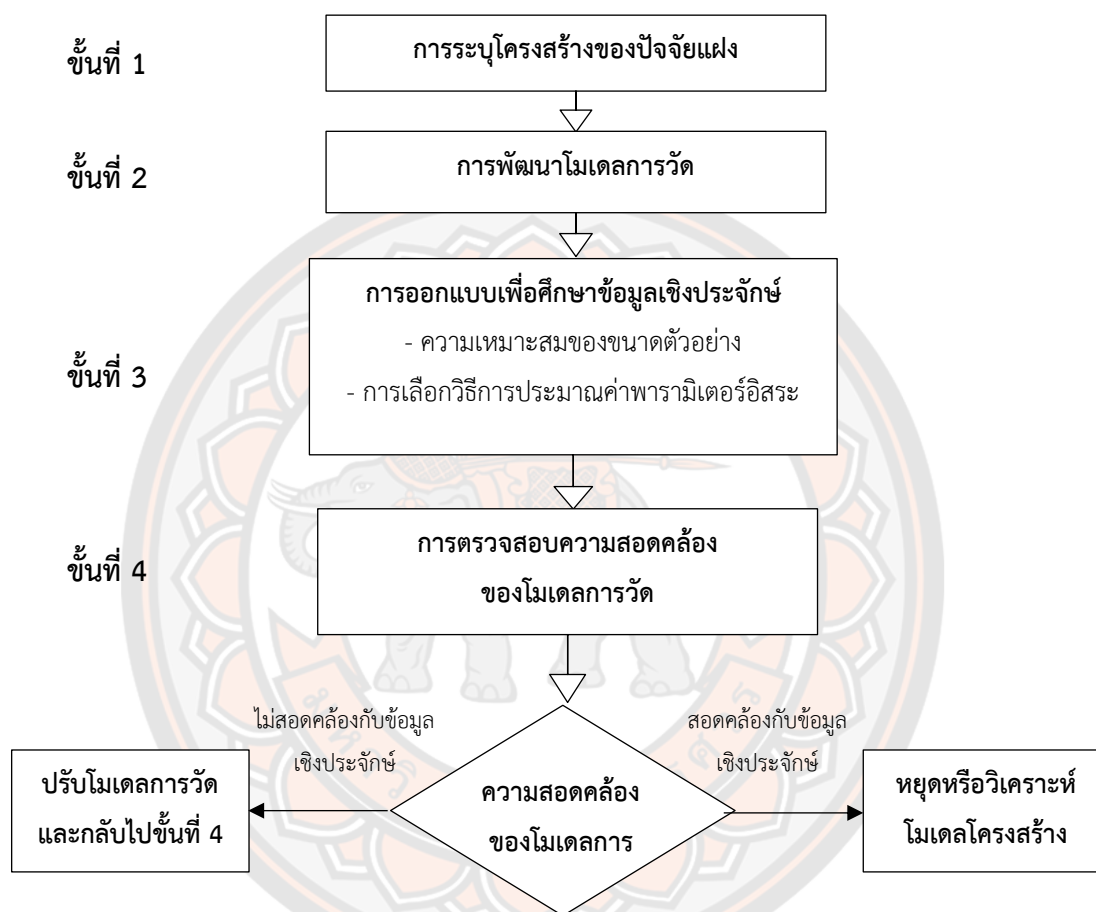 ขั้นที่ 1
การระบุโครงสร้างของปัจจัยแฝง
ขั้นที่ 2
การพัฒนาโมเดลการวัด
ขั้นที่ 3
การออกแบบเพื่อศึกษาข้อมูลเชิงประจักษ์
- ความเหมาะสมของขนาดตัวอย่าง
- การเลือกวิธีการประมาณค่าพารามิเตอร์อิสระ
ขั้นที่ 4
การตรวจสอบความสอดคล้อง
ของโมเดลการวัด
ไม่สอดคล้องกับข้อมูล
เชิงประจักษ์
สอดคล้องกับข้อมูล
เชิงประจักษ์
ปรับโมเดลการวัด
และกลับไปขั้นที่ 4
ความสอดคล้อง
ของโมเดลการ
หยุดหรือวิเคราะห์
โมเดลโครงสร้าง